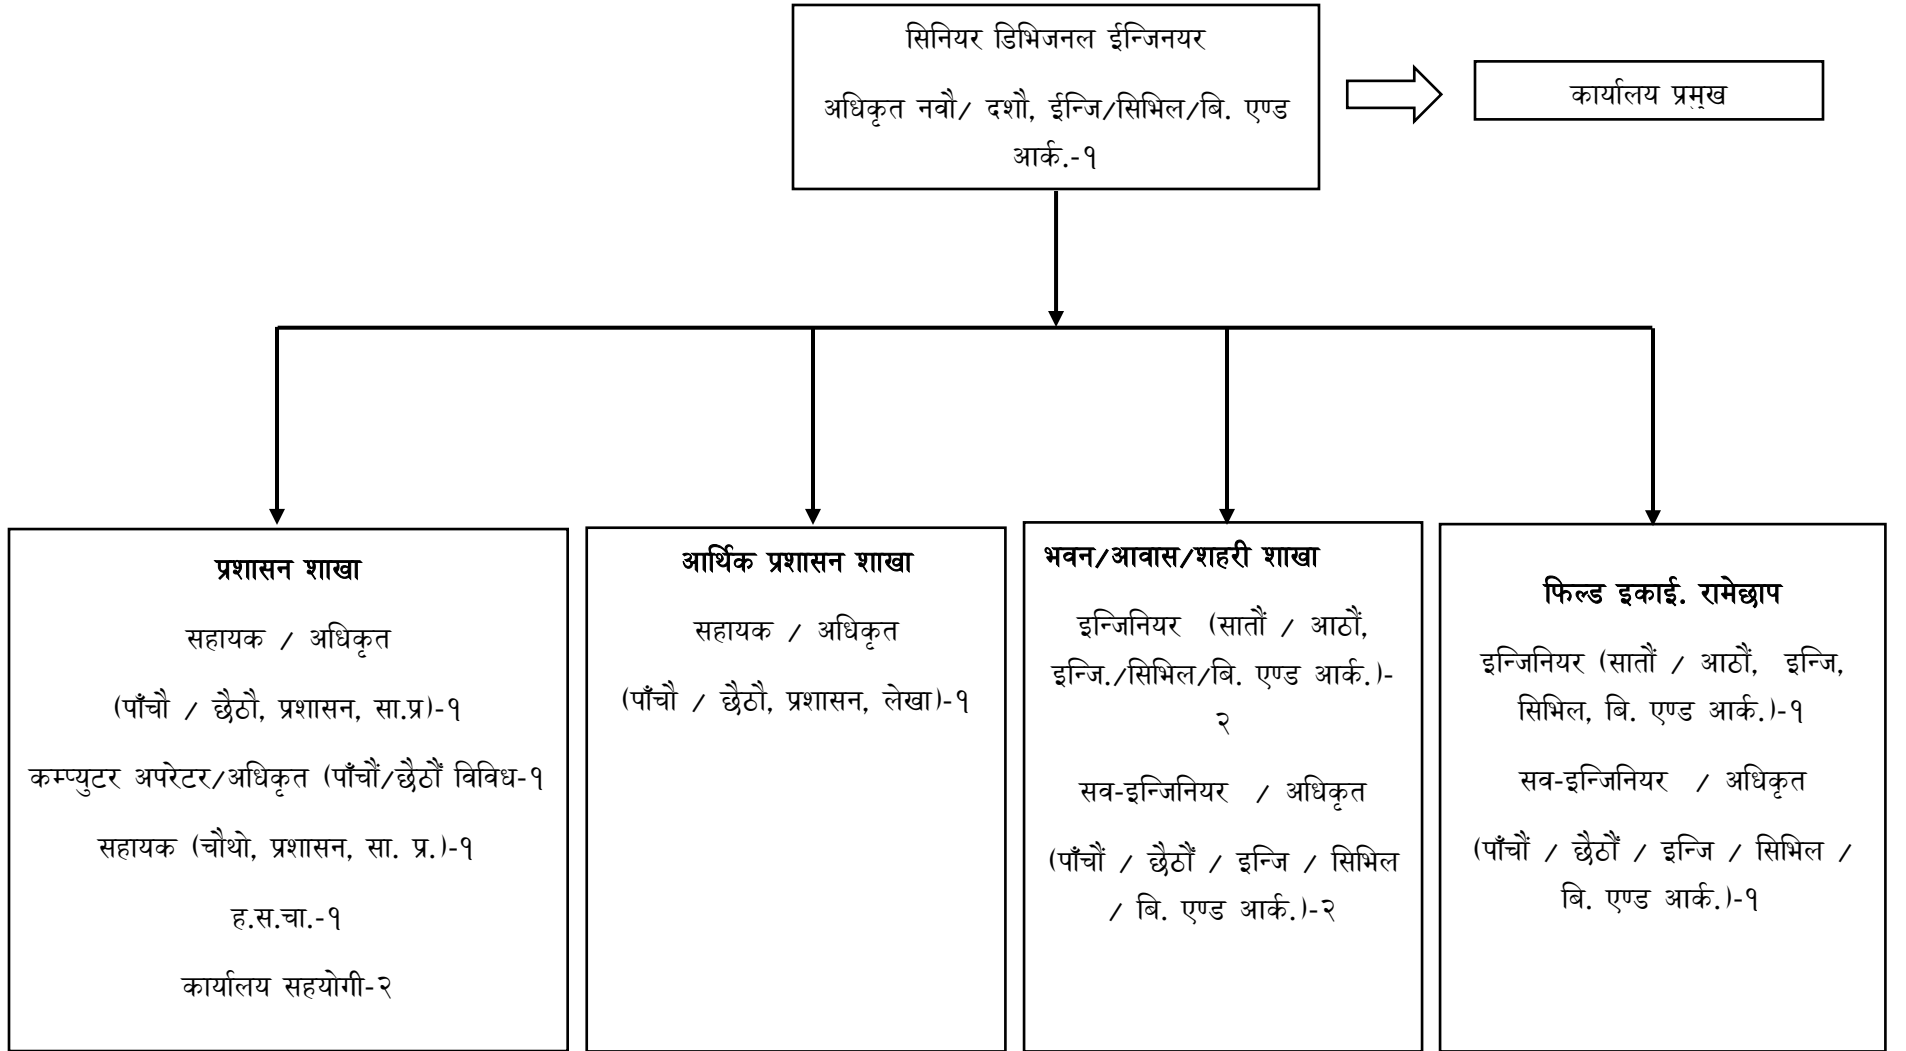 सिनियर डिभिजनल ईन्जिनयर
अधिकृत नवौ/ दशौ, ईन्जि/सिभिल/बि. एण्ड
आर्क.-१
कार्यालय प्रमुख
प्रशासन शाखा
सहायक / अधिकृत
(पाँचौ / छैठौ, प्रशासन, सा.प्र)-१
कम्प्युटर अपरेटर/अधिकृत (पाँचौं/छैठौं विविध-१
सहायक (चौथो, प्रशासन, सा. प्र.)-१
ह.स.चा.-१
कार्यालय सहयोगी-२
आर्थिक प्रशासन शाखा
सहायक / अधिकृत
(पाँचौ / छैठौ, प्रशासन, लेखा)-१
भवन/आवास/शहरी शाखा
इन्जिनियर (सातौं / आठौं,
इन्जि./सिभिल/बि. एण्ड आर्क.)-
२
सव-इन्जिनियर / अधिकृत
(पाँचौं / छैठौं / इन्जि / सिभिल
/ बि. एण्ड आर्क.)-२
फिल्ड इकाई. रामेछाप
इन्जिनियर (सातौं / आठौं, इन्जि,
सिभिल, बि. एण्ड आर्क.)-१
सव-इन्जिनियर / अधिकृत
(पाँचौं / छैठौं / इन्जि / सिभिल /
बि. एण्ड आर्क.)-१